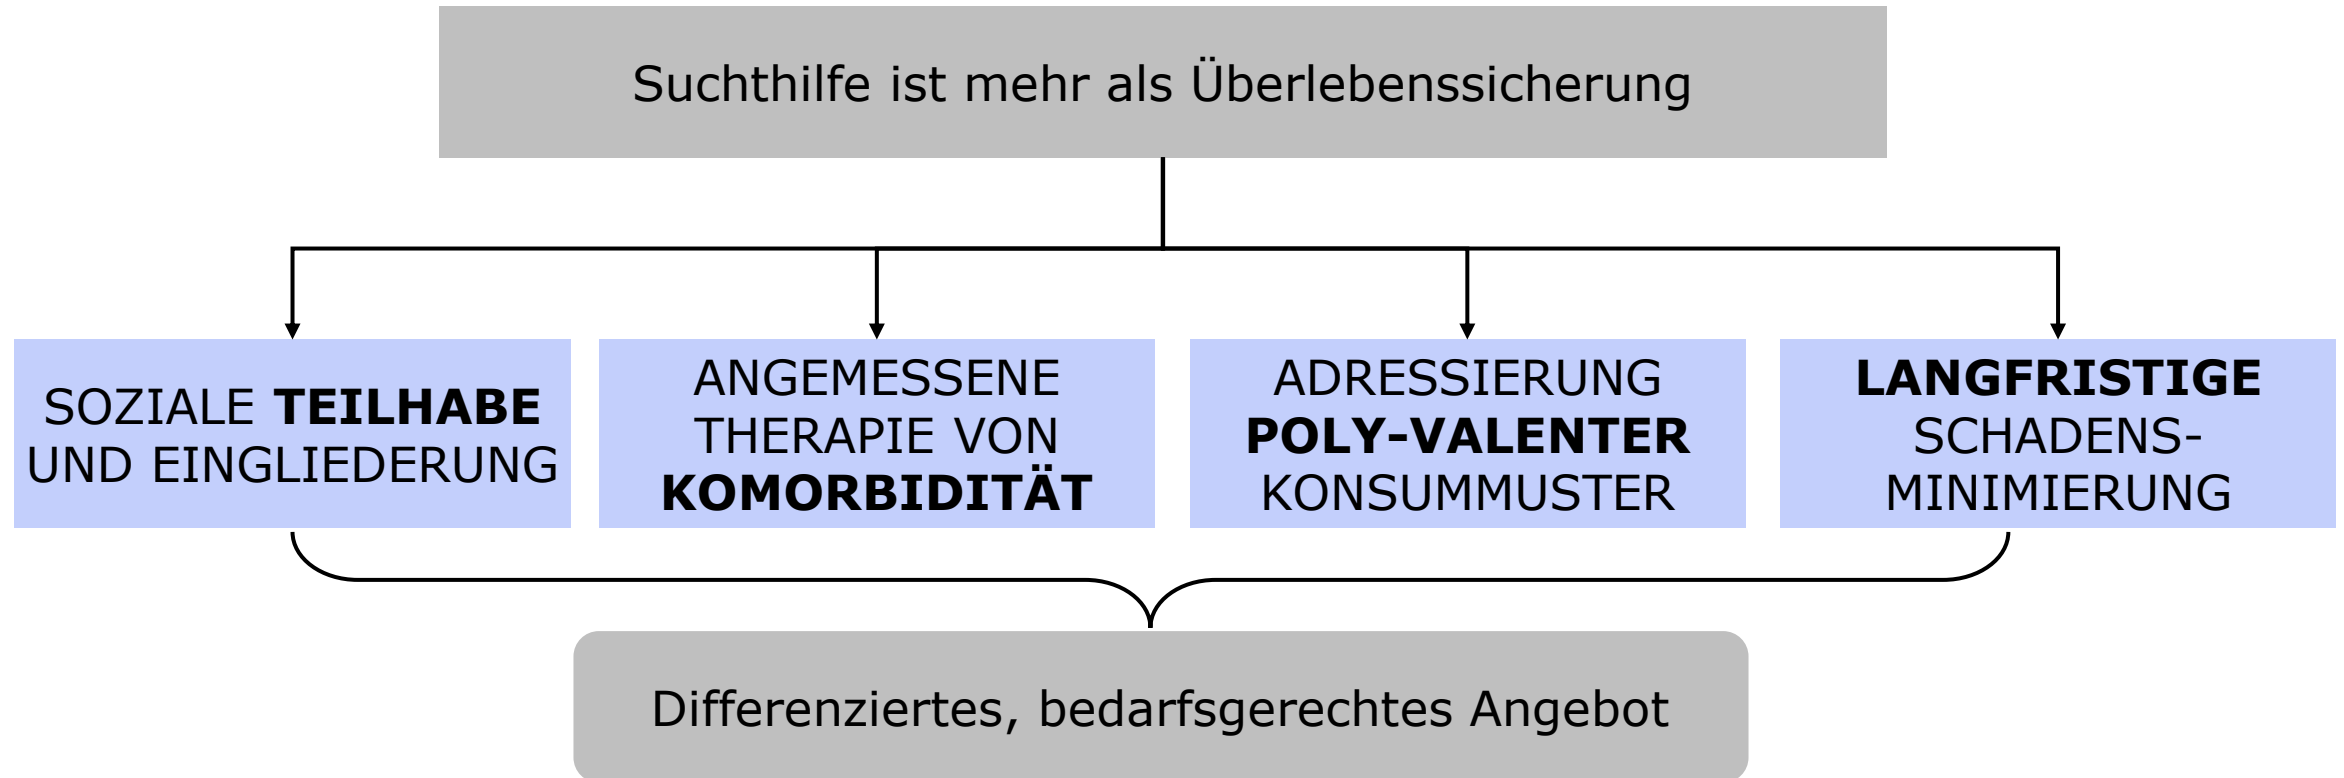 Suchthilfe ist mehr als Überlebenssicherung
SOZIALE TEILHABE
UND EINGLIEDERUNG
ANGEMESSENE
THERAPIE VON
KOMORBIDITÄT
ADRESSIERUNG
POLY-VALENTER
KONSUMMUSTER
LANGFRISTIGE
SCHADENS-
MINIMIERUNG
Differenziertes, bedarfsgerechtes Angebot